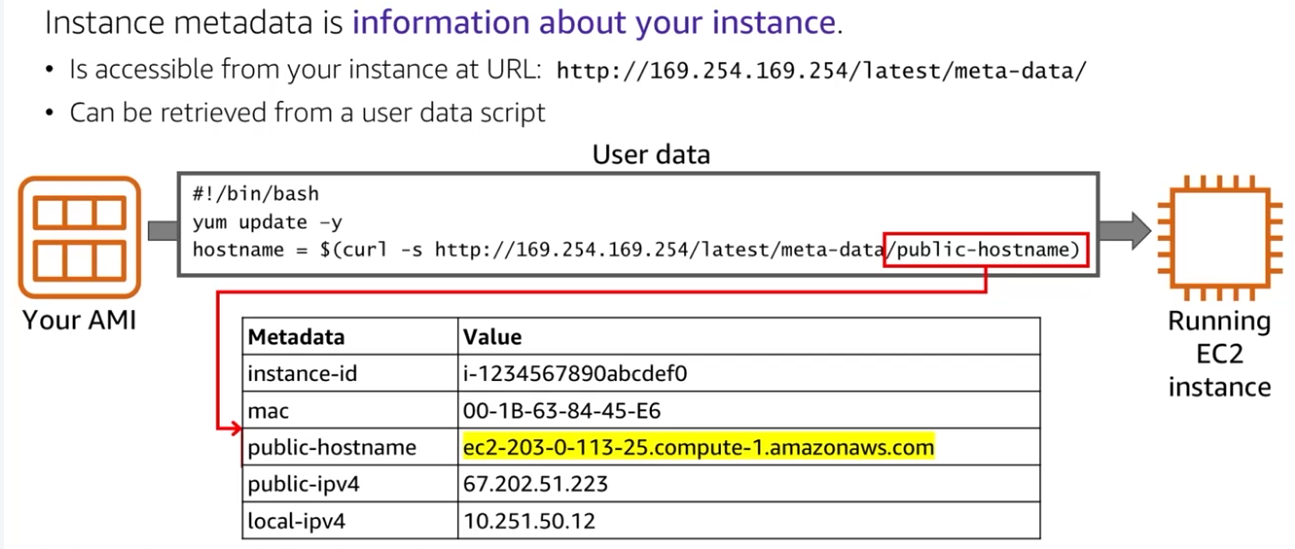 Instance metadata is information about your instance.
• Is accessible from your instance at URL: http://169.254.169.254/latest/meta-data/
• Can be retrieved from a user data script
User data
#!/bin/bash
yum update –y
hostname = $(curl -s http://169.254.169.254/latest/meta-data/public-hostname)
Your AMI
Running
EC2
instance
Metadata Value
instance-id i-1234567890abcdef0
mac 00-1B-63-84-45-E6
public-hostname ec2-203-0-113-25.compute-1.amazonaws.com
public-ipv4 67.202.51.223
local-ipv4 10.251.50.12